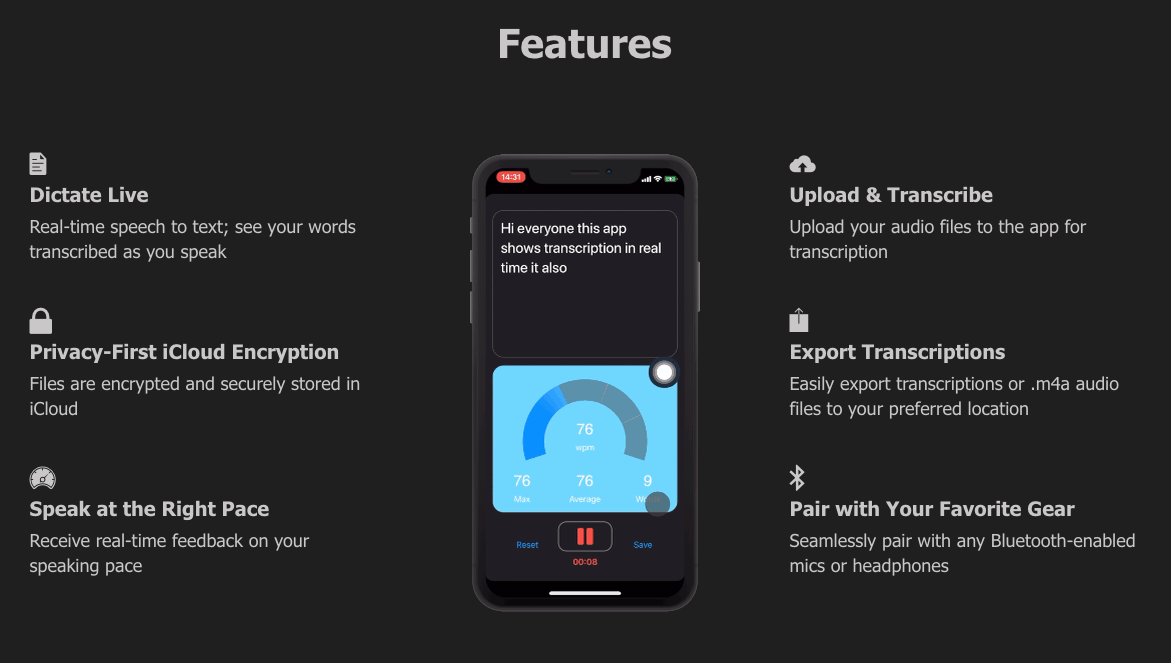 Features
Dictate Live
Real-time speech to text; see your words
transcribed as you speak
Privacy-First iCloud Encryption
Files are encrypted and securely stored in
iCloud
Speak at the Right Pace
Receive real-time feedback on your
speaking pace
14:31
Hi everyone this app
shows transcription in real
time it also
76
wpm
76 76 9
Max Average
Reset Save
00:08
Upload & Transcribe
Upload your audio files to the app for
transcription
Export Transcriptions
Easily export transcriptions or .m4a audio
files to your preferred location
Pair with Your Favorite Gear
Seamlessly pair with any Bluetooth-enabled
mics or headphones